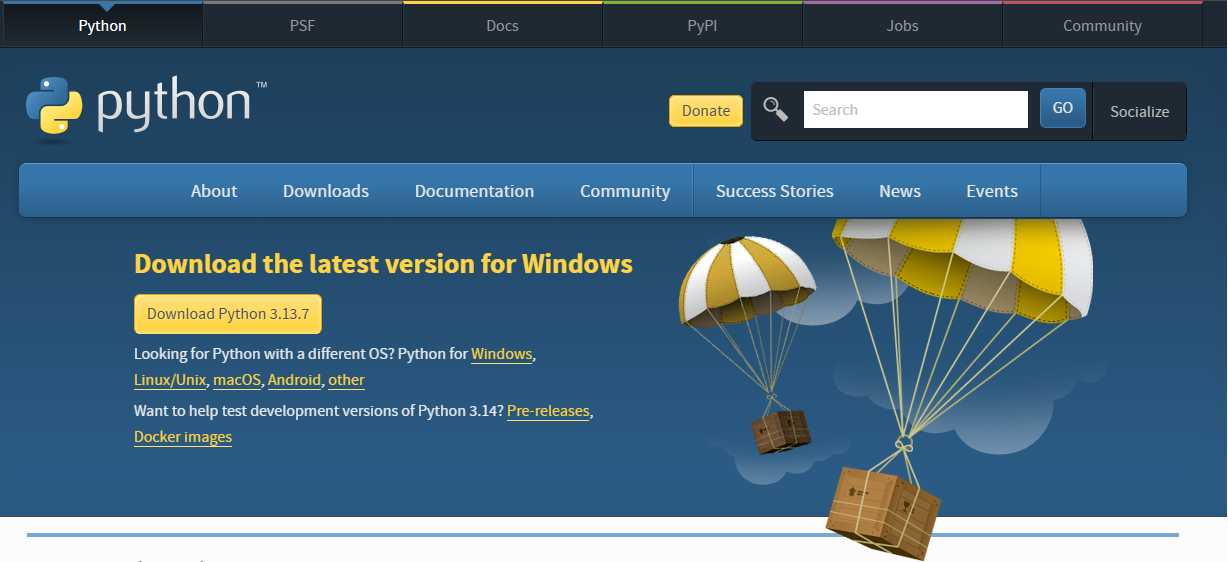 Python PSF Docs PyPI Jobs Community
python™
Donate Search GO Socialize
About Downloads Documentation Community Success Stories News Events
Download the latest version for Windows
Download Python 3.13.7
Looking for Python with a different OS? Python for Windows,
Linux/Unix, macOS, Android, other
Want to help test development versions of Python 3.14? Pre-releases,
Docker images